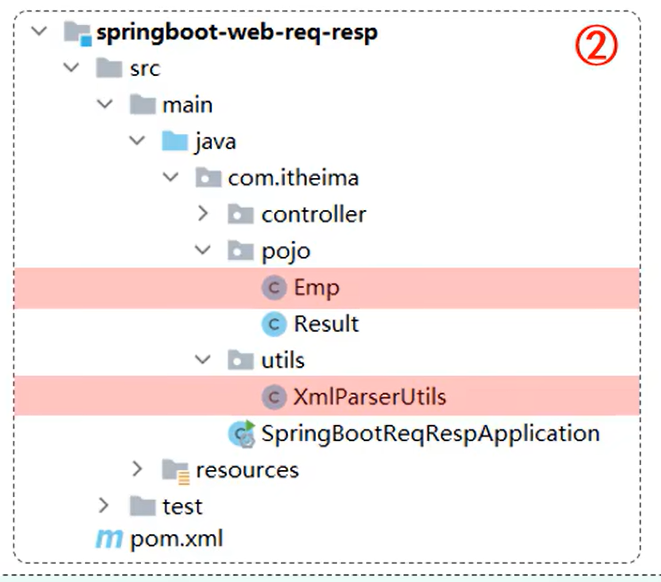 springboot-web-req-resp
②
src
main
java
com.itheima
controller
pojo
C Emp
C Result
utils
C XmlParserUtils
C SpringBootReqRespApplication
resources
test
m pom.xml